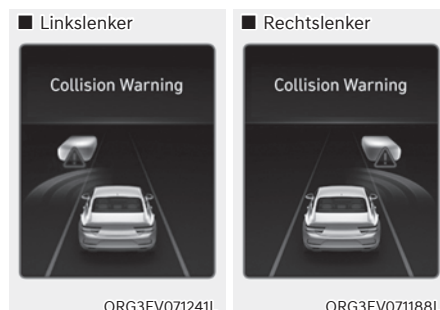 ■ Linkslenker
Collision Warning
ORG3EV071241L
■ Rechtslenker
Collision Warning
ORG3EV071188L